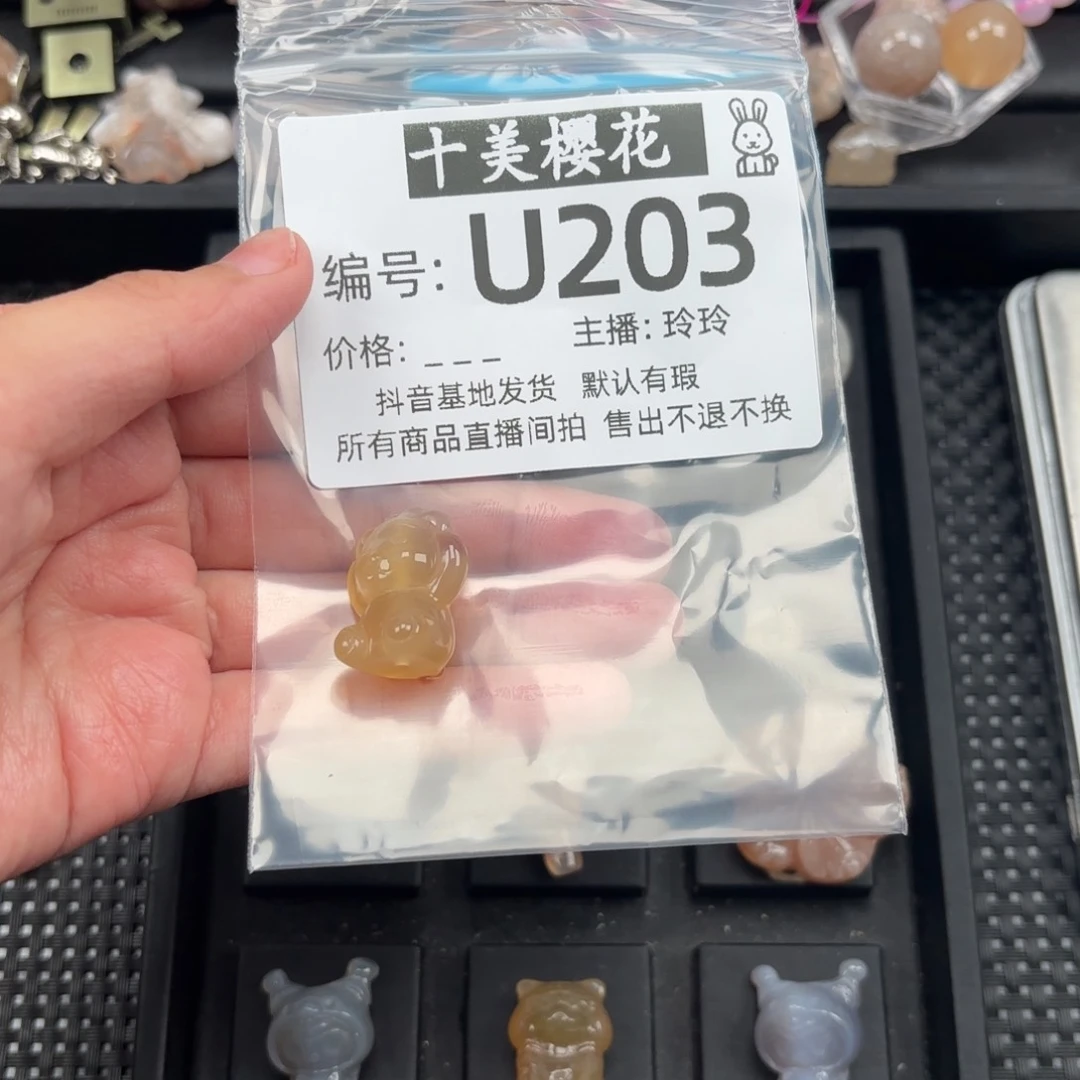 十美樱花
编号: U203
价格: _ _ _ 主播: 玲玲
抖音基地发货 默认有瑕
所有商品直播间拍 售出不退不换